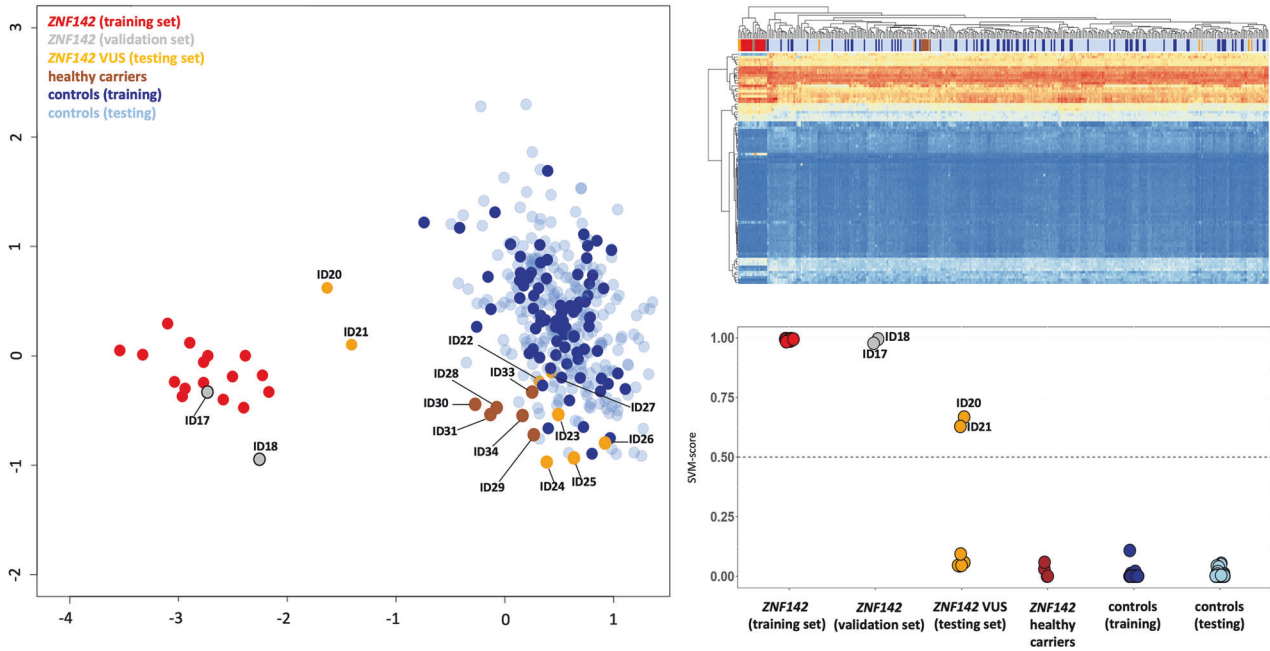 ZNF142 (training set)
ZNF142 (validation set)
ZNF142 VUS (testing set)
healthy carriers
controls (training)
controls (testing)
3
2
1
0
-1
-2
-4
-3
-2
-1
0
1
ID20
ID21
ID22
ID28
ID33
ID30
ID31
ID34
ID29
ID23
ID27
ID26
ID24
ID25
ID17
ID18
SVM-score
1.00
0.75
0.50
0.25
0.00
ID18
ID17
ID20
ID21
ZNF142
(training set)
ZNF142
(validation set)
ZNF142 VUS
(testing set)
ZNF142
healthy
carriers
controls
(training)
controls
(testing)